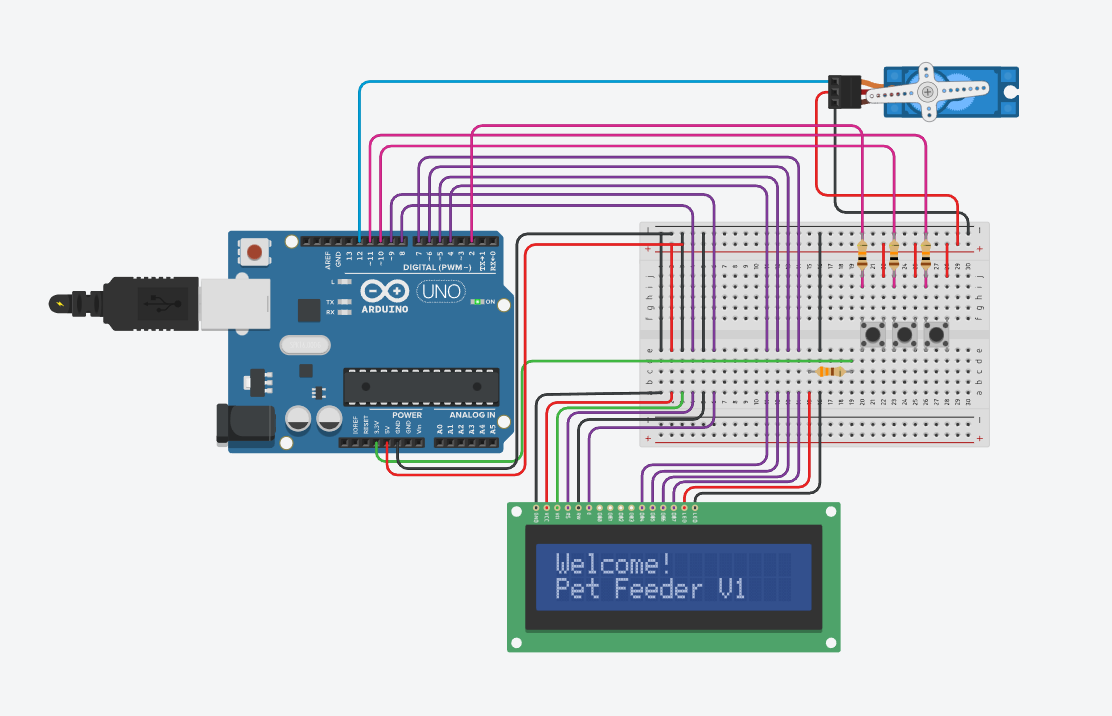 AREF
GND
13
12
~11
~10
~9
8
7
~6
~5
4
~3
2
TX→1
RX←0
DIGITAL (PWM~)
L
TX
RX
ARDUINO
UNO
ON
POWER
ANALOG IN
IOREF
RESET
3.3V
5V
GND
GND
Vin
A0
A1
A2
A3
A4
A5
j
i
h
g
f
e
d
c
b
a
GND
VCC
Welcome!
Pet Feeder V1